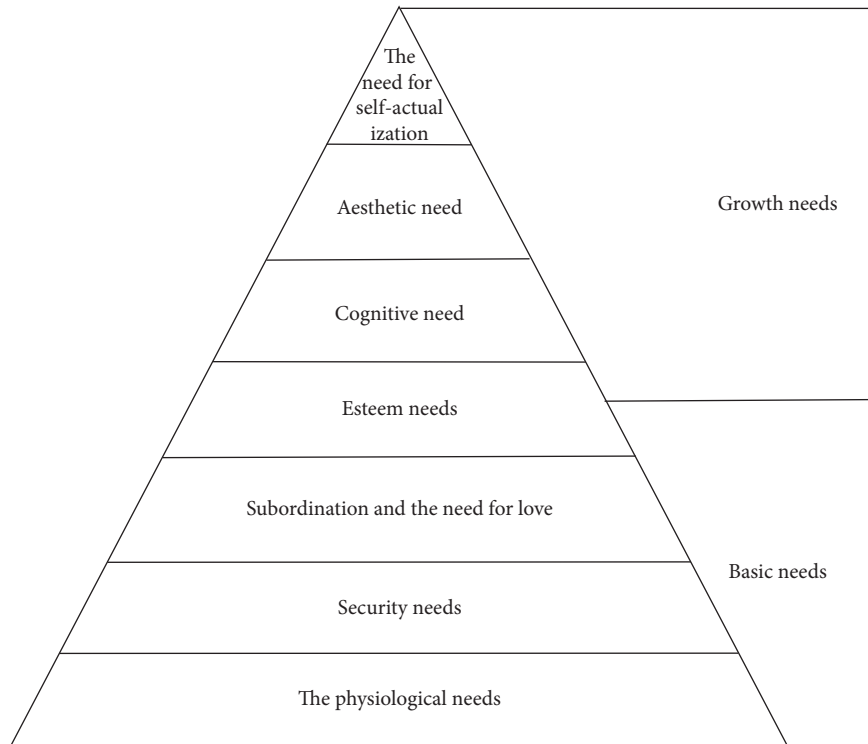 The
need for
self-actual
ization
Aesthetic need
Growth needs
Cognitive need
Esteem needs
Subordination and the need for love
Basic needs
Security needs
The physiological needs